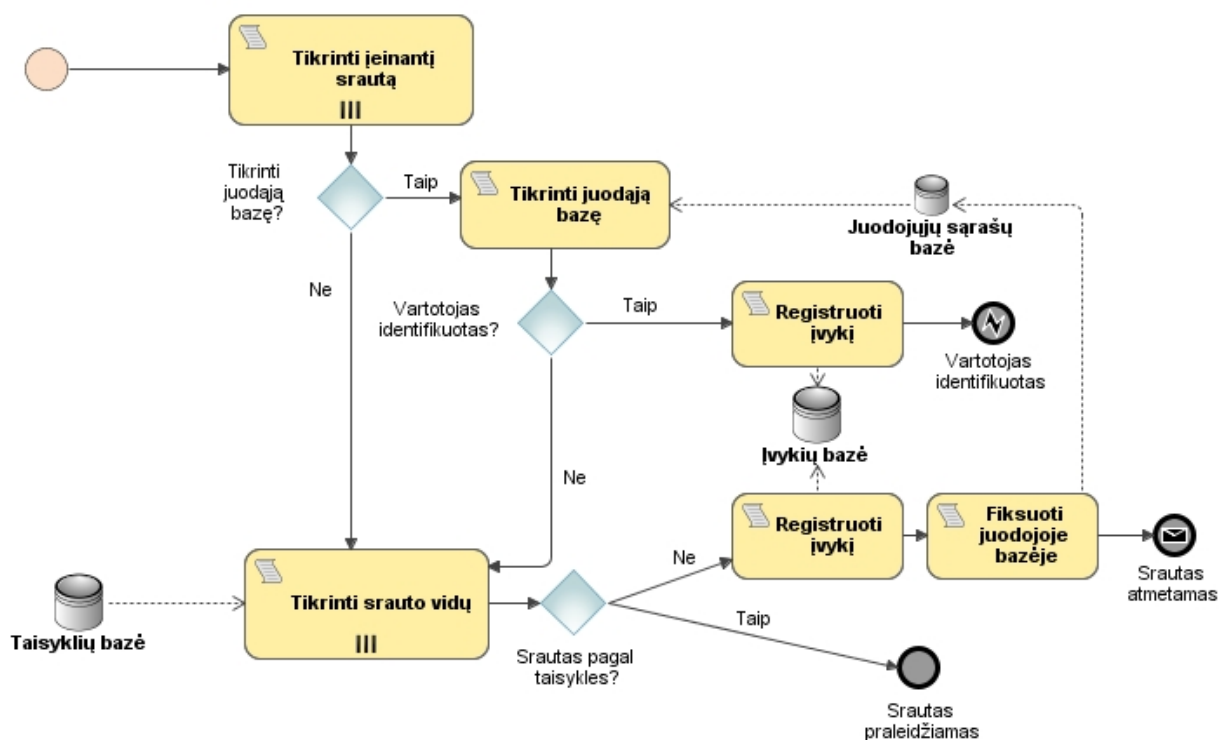 Tikrinti įeinantį
srautą
Tikrinti
juodąją
bazę?
Taip
Tikrinti juodąją
bazę
Juodojųjų sąrašų
bazė
Ne
Vartotojas
identifikuotas?
Taip
Registruoti
įvykį
Vartotojas
identifikuotas
Įvykių bazė
Ne
Registruoti
įvykį
Fiksuoti
juodojoje
bazėje
Srautas
atmetamas
Taisyklių bazė
Tikrinti srauto vidų
Srautas pagal
taisykles?
Ne
Taip
Srautas
praleidžiamas